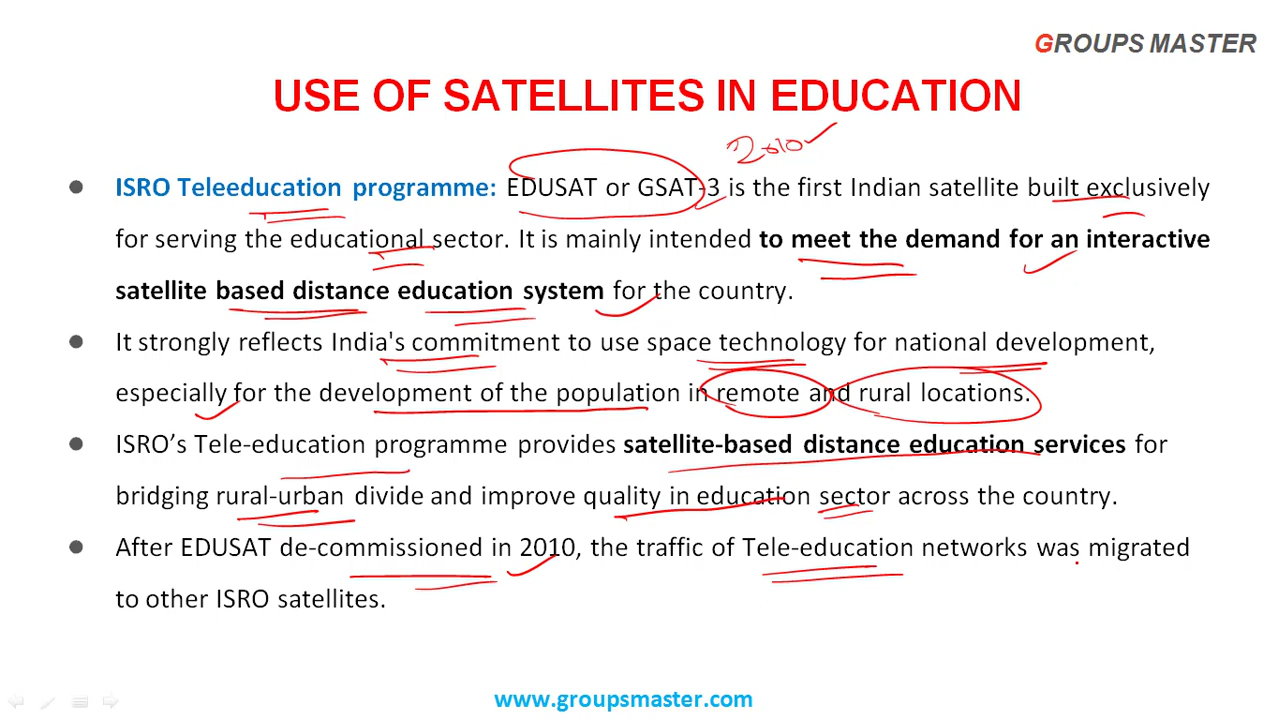 GROUPS MASTER
USE OF SATELLITES IN EDUCATION
2010
● ISRO Teleeducation programme: EDUSAT or GSAT-3 is the first Indian satellite built exclusively
for serving the educational sector. It is mainly intended to meet the demand for an interactive
satellite based distance education system for the country.
● It strongly reflects India's commitment to use space technology for national development,
especially for the development of the population in remote and rural locations.
● ISRO’s Tele-education programme provides satellite-based distance education services for
bridging rural-urban divide and improve quality in education sector across the country.
● After EDUSAT de-commissioned in 2010, the traffic of Tele-education networks was migrated
to other ISRO satellites.
www.groupsmaster.com